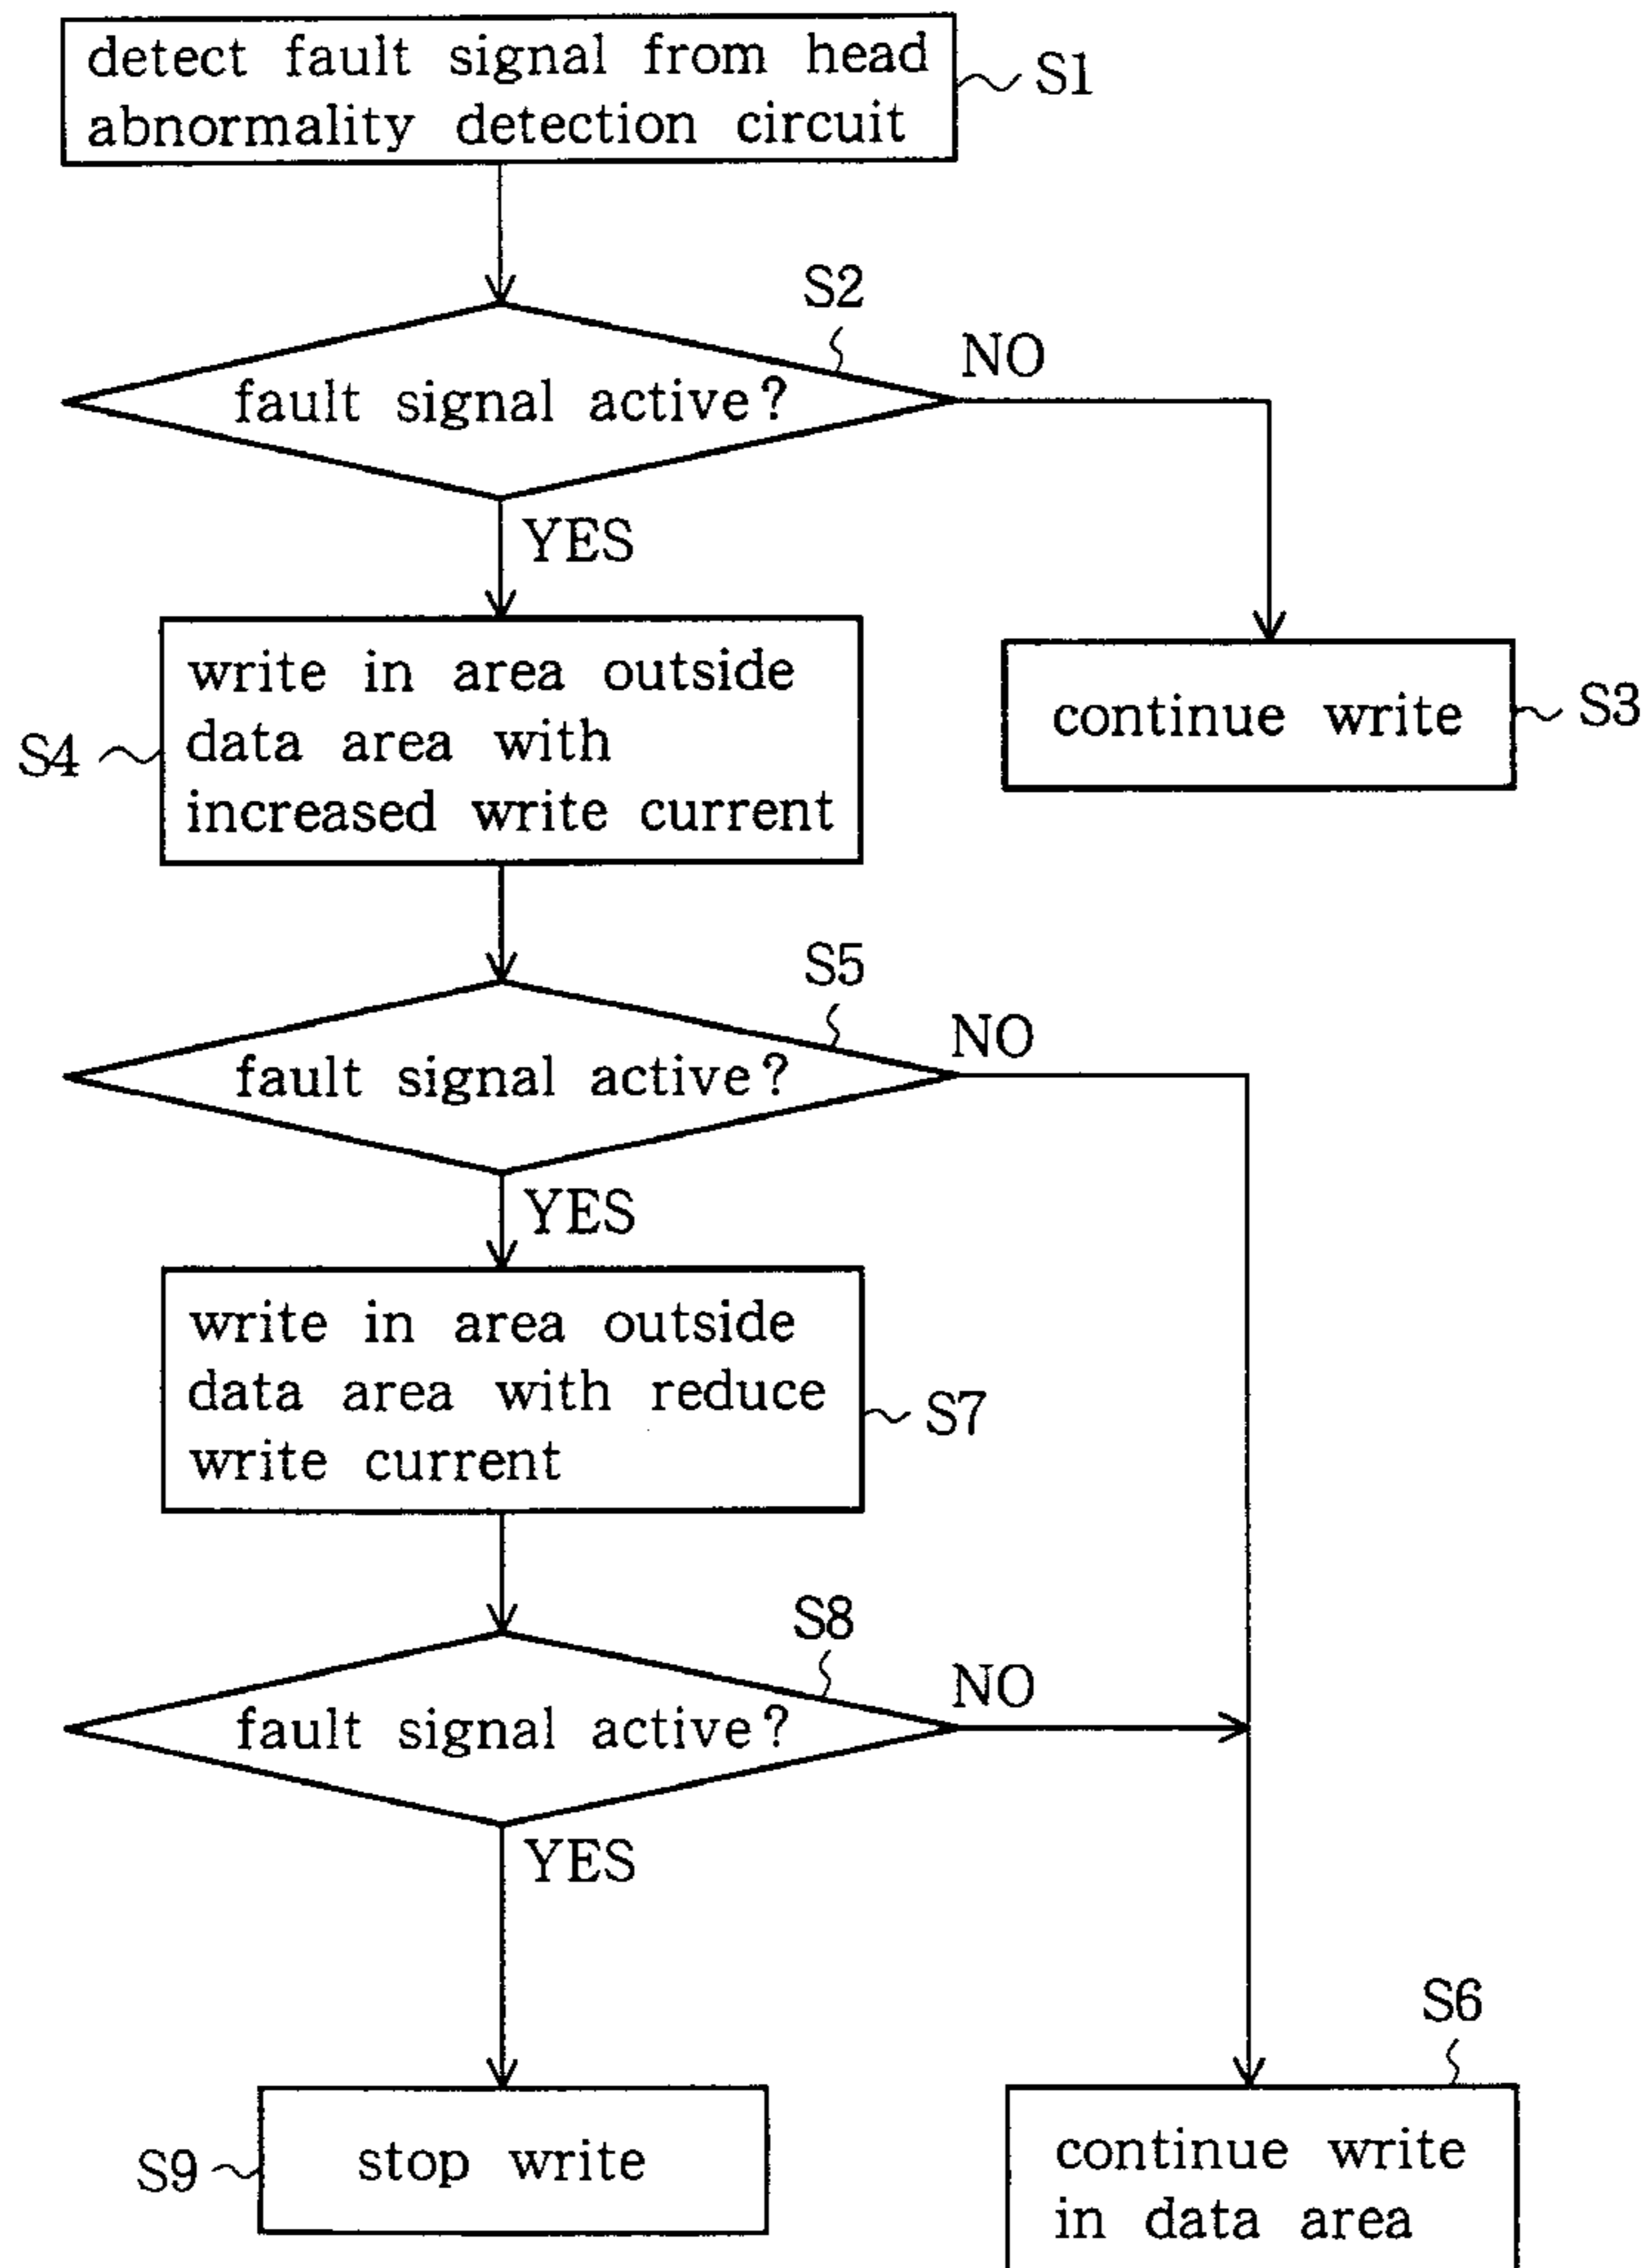 detect fault signal from head
abnormality detection circuit
S1
S2
fault signal active?
NO
YES
write in area outside
data area with
increased write current
S4
continue write
S3
S5
fault signal active?
NO
YES
write in area outside
data area with reduce
write current
S7
S8
fault signal active?
NO
YES
S6
S9
stop write
continue write
in data area